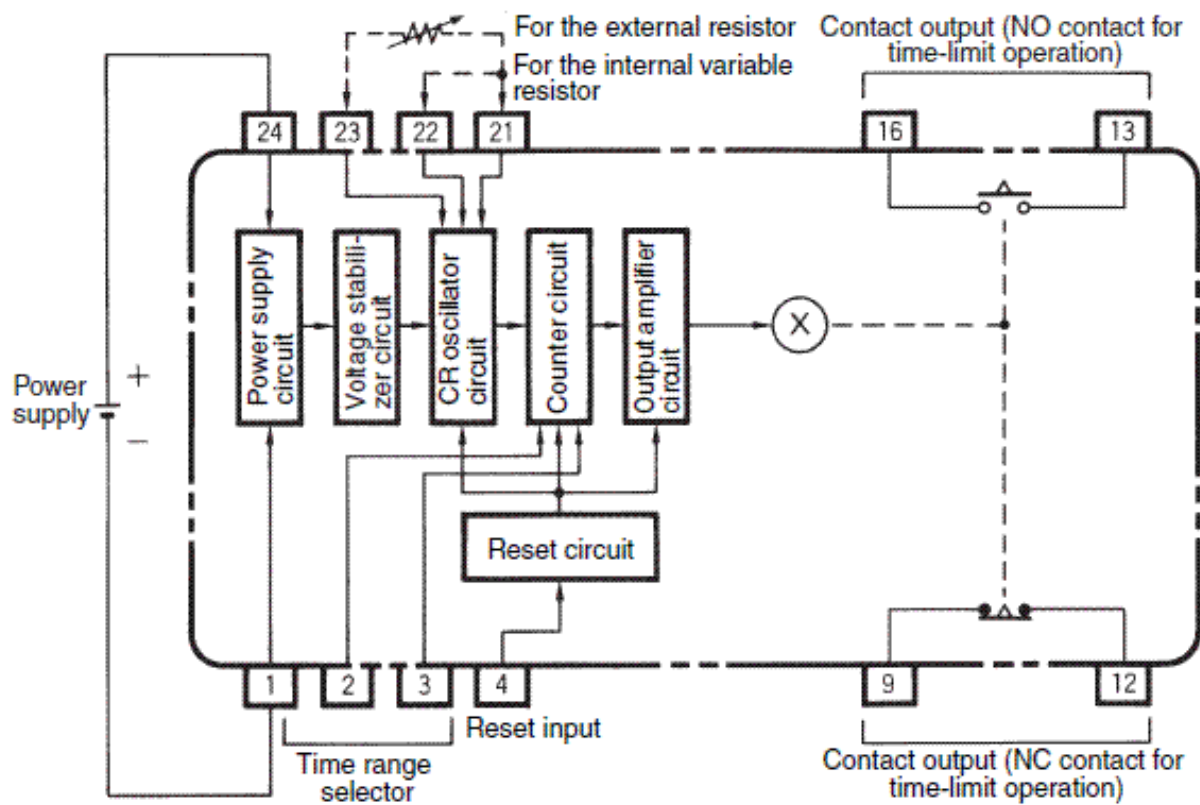 For the external resistor
For the internal variable
resistor
Contact output (NO contact for
time-limit operation)
24
23
22
21
16
13
Power supply
circuit
Voltage stabili-
zer circuit
CR oscillator
circuit
Counter circuit
Output amplifier
circuit
X
Power
supply
+
−
Reset circuit
1
2
3
4
9
12
Reset input
Time range
selector
Contact output (NC contact for
time-limit operation)